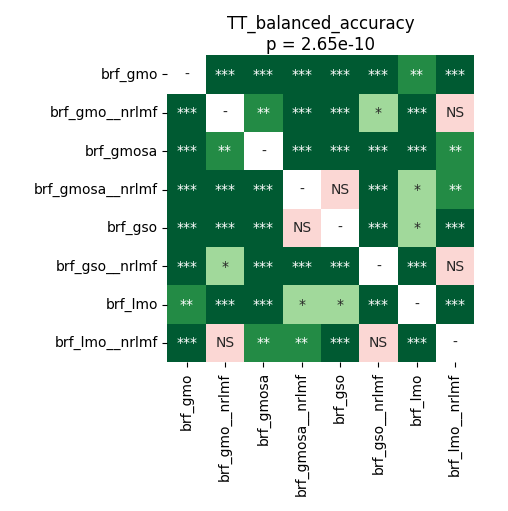 TT_balanced_accuracy
p = 2.65e-10
brf_gmo - *** *** *** *** *** ** ***
brf_gmo__nrlmf *** - ** *** *** * *** NS
brf_gmosa *** ** - *** *** *** *** **
brf_gmosa__nrlmf *** *** *** - NS *** * **
brf_gso *** *** *** NS - *** * ***
brf_gso__nrlmf *** * *** *** *** - *** NS
brf_lmo ** *** *** * * *** - ***
brf_lmo__nrlmf *** NS ** ** *** NS *** -
brf_gmo
brf_gmo__nrlmf
brf_gmosa
brf_gmosa__nrlmf
brf_gso
brf_gso__nrlmf
brf_lmo
brf_lmo__nrlmf